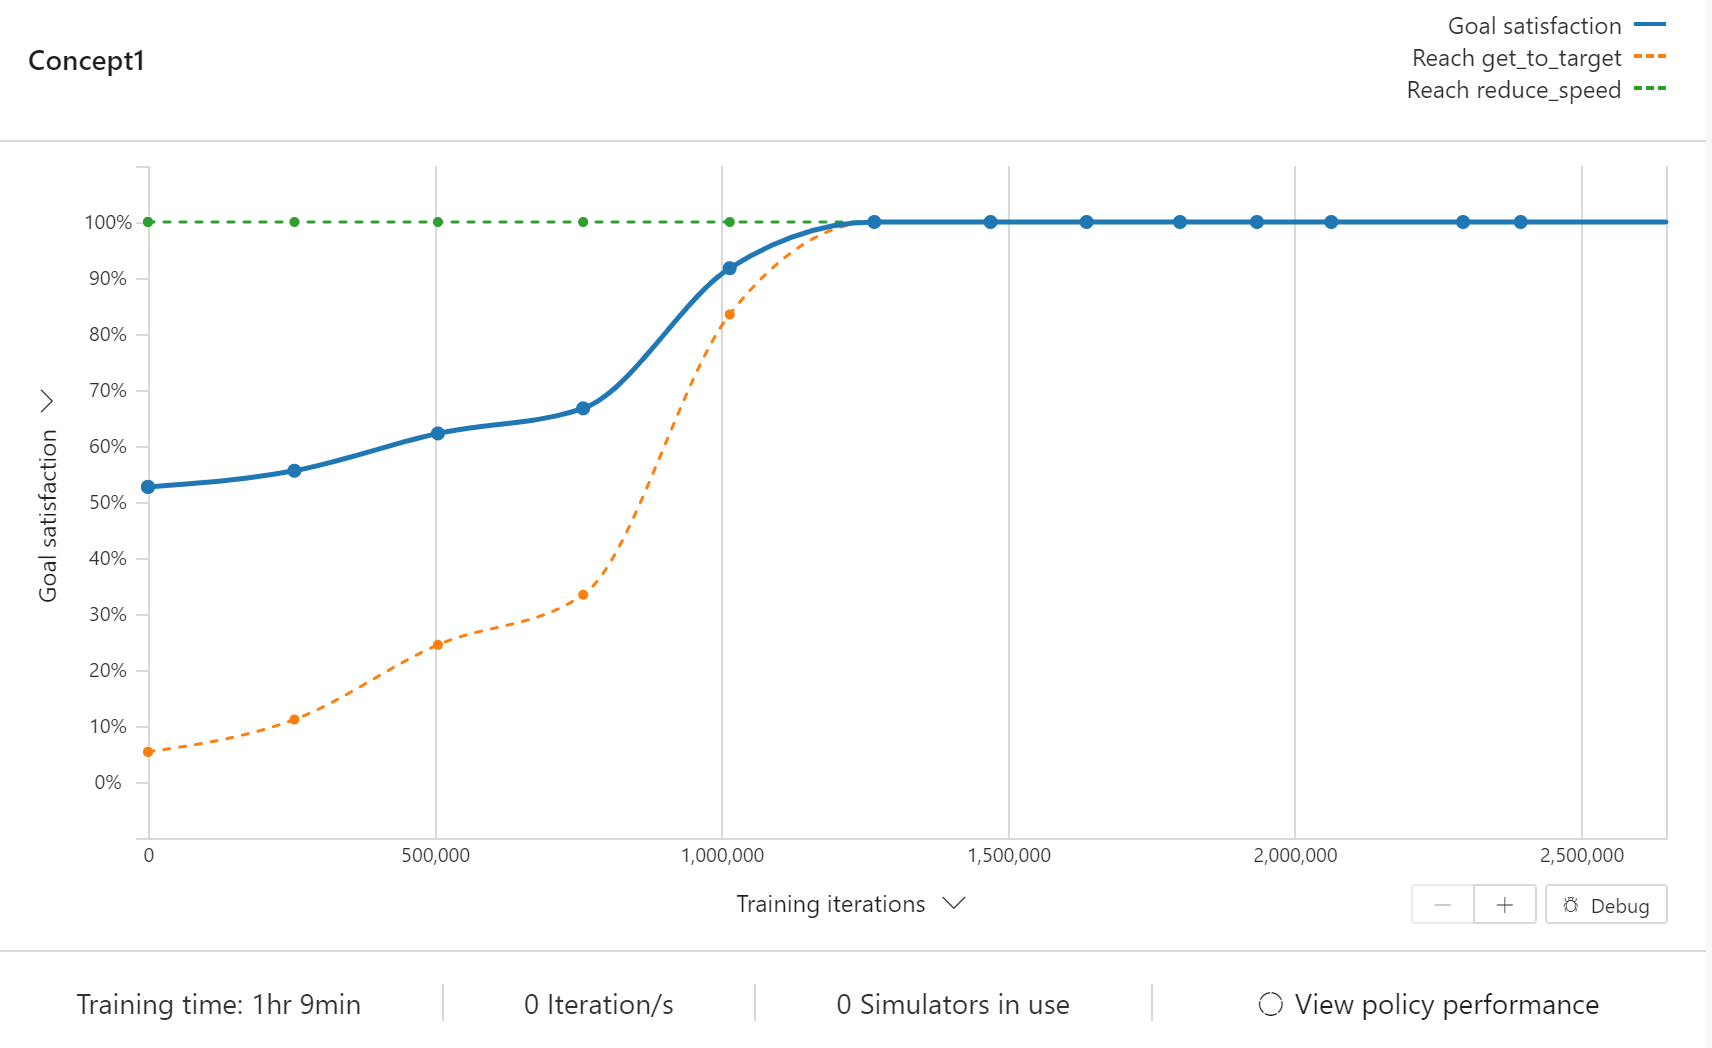 Concept1
Goal satisfaction
Reach get_to_target
Reach reduce_speed
Goal satisfaction
100%
90%
80%
70%
60%
50%
40%
30%
20%
10%
0%
0
500,000
1,000,000
1,500,000
2,000,000
2,500,000
Training iterations
Debug
Training time: 1hr 9min
0 Iteration/s
0 Simulators in use
View policy performance